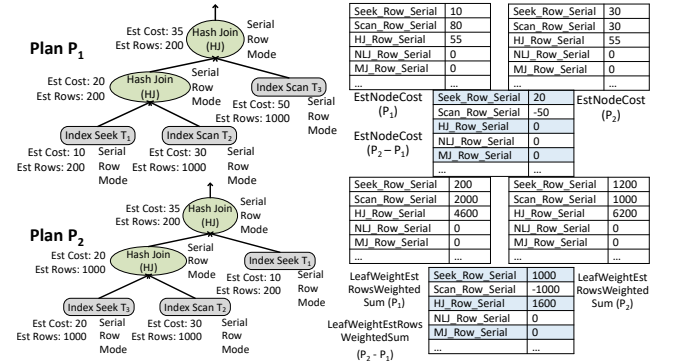 Plan P1
Est Cost: 35
Est Rows: 200
Hash Join
(HJ)
Serial
Row
Mode
Est Cost: 20
Est Rows: 200
Hash Join
(HJ)
Serial
Row
Mode
Index Scan T3
Est Cost: 50
Est Rows: 1000
Serial
Row
Mode
Index Seek T1
Est Cost: 10
Est Rows: 200
Serial
Row
Mode
Index Scan T2
Est Cost: 30
Est Rows: 1000
Serial
Row
Mode
Plan P2
Est Cost: 35
Est Rows: 200
Hash Join
(HJ)
Serial
Row
Mode
Est Cost: 20
Est Rows: 1000
Hash Join
(HJ)
Serial
Row
Mode
Index Seek T1
Est Cost: 10
Est Rows: 200
Serial
Row
Mode
Index Seek T3
Est Cost: 20
Est Rows: 1000
Serial
Row
Mode
Index Scan T2
Est Cost: 30
Est Rows: 1000
Serial
Row
Mode
Seek_Row_Serial 10
Scan_Row_Serial 80
HJ_Row_Serial 55
NLJ_Row_Serial 0
MJ_Row_Serial 0
...
EstNodeCost
(P1)
Seek_Row_Serial 30
Scan_Row_Serial 30
HJ_Row_Serial 55
NLJ_Row_Serial 0
MJ_Row_Serial 0
... ...
EstNodeCost
(P2)
EstNodeCost
(P2 – P1)
Seek_Row_Serial 20
Scan_Row_Serial -50
HJ_Row_Serial 0
NLJ_Row_Serial 0
MJ_Row_Serial 0
... ...
Seek_Row_Serial 200
Scan_Row_Serial 2000
HJ_Row_Serial 4600
NLJ_Row_Serial 0
MJ_Row_Serial 0
... ...
LeafWeightEst
RowsWeighted
Sum (P1)
Seek_Row_Serial 1200
Scan_Row_Serial 1000
HJ_Row_Serial 6200
NLJ_Row_Serial 0
MJ_Row_Serial 0
... ...
LeafWeightEst
RowsWeighted
Sum (P2)
LeafWeightEstRows
WeightedSum
(P2 - P1)
Seek_Row_Serial 1000
Scan_Row_Serial -1000
HJ_Row_Serial 1600
NLJ_Row_Serial 0
MJ_Row_Serial 0
... ...